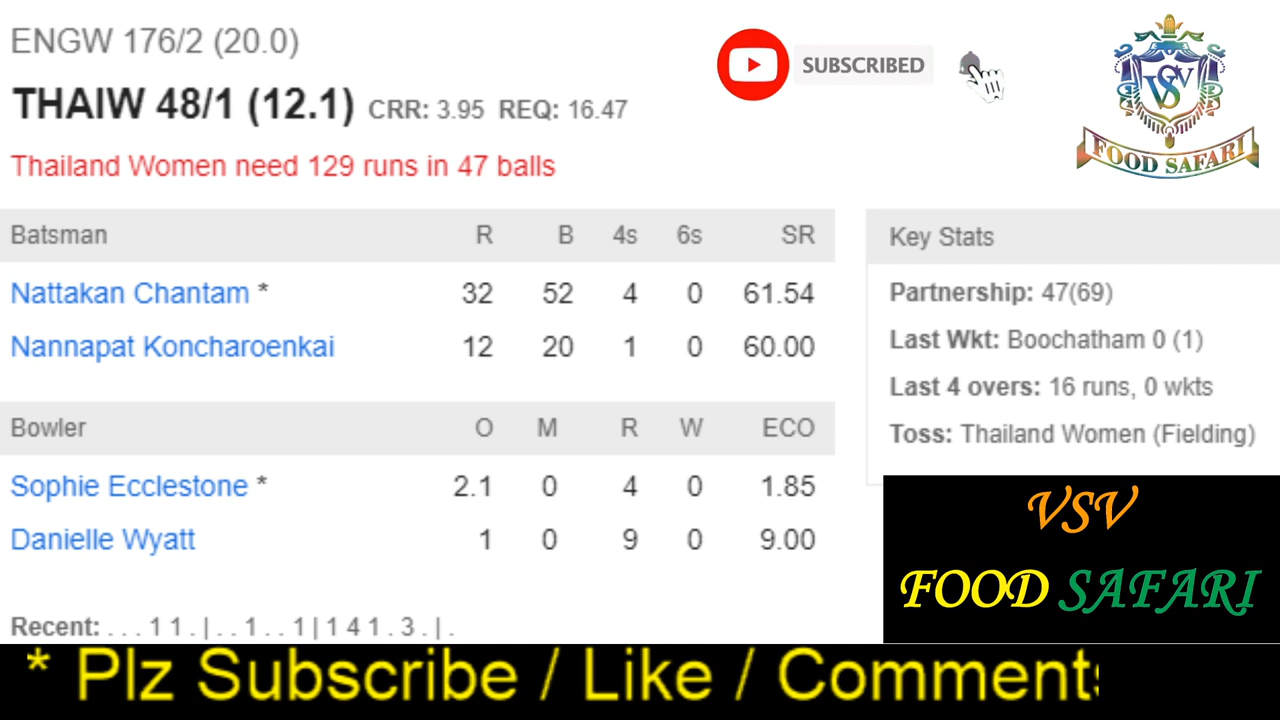 ENGW 176/2 (20.0)
THAIW 48/1 (12.1) CRR: 3.95 REQ: 16.47
Thailand Women need 129 runs in 47 balls
SUBSCRIBED
VSV
FOOD SAFARI
Batsman R B 4s 6s SR
Nattakan Chantam * 32 52 4 0 61.54
Nannapat Koncharoenkai 12 20 1 0 60.00
Bowler O M R W ECO
Sophie Ecclestone * 2.1 0 4 0 1.85
Danielle Wyatt 1 0 9 0 9.00
Recent: . . . 1 1 . | . . 1 . . 1 | 1 4 1 . 3 . | .
Key Stats
Partnership: 47(69)
Last Wkt: Boochatham 0 (1)
Last 4 overs: 16 runs, 0 wkts
Toss: Thailand Women (Fielding)
VSV
FOOD SAFARI
* Plz Subscribe / Like / Comments